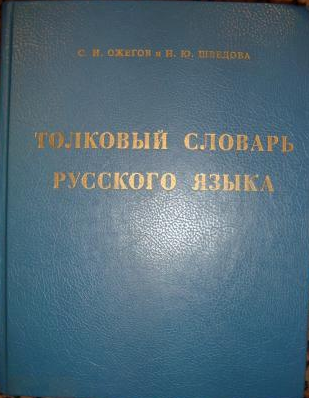 С. И. ОЖЕГОВ и Н. Ю. ШВЕДОВА
ТОЛКОВЫЙ СЛОВАРЬ
РУССКОГО ЯЗЫКА